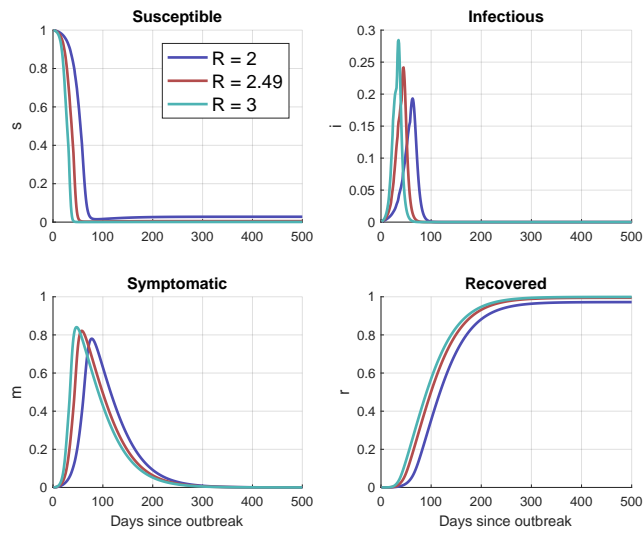 Susceptible
1
0.8
0.6
0.4
0.2
0
s
0 100 200 300 400 500
R = 2
R = 2.49
R = 3
Infectious
0.3
0.25
0.2
0.15
0.1
0.05
0
i
0 100 200 300 400 500
Symptomatic
1
0.8
0.6
0.4
0.2
0
m
0 100 200 300 400 500
Days since outbreak
Recovered
1
0.8
0.6
0.4
0.2
0
r
0 100 200 300 400 500
Days since outbreak